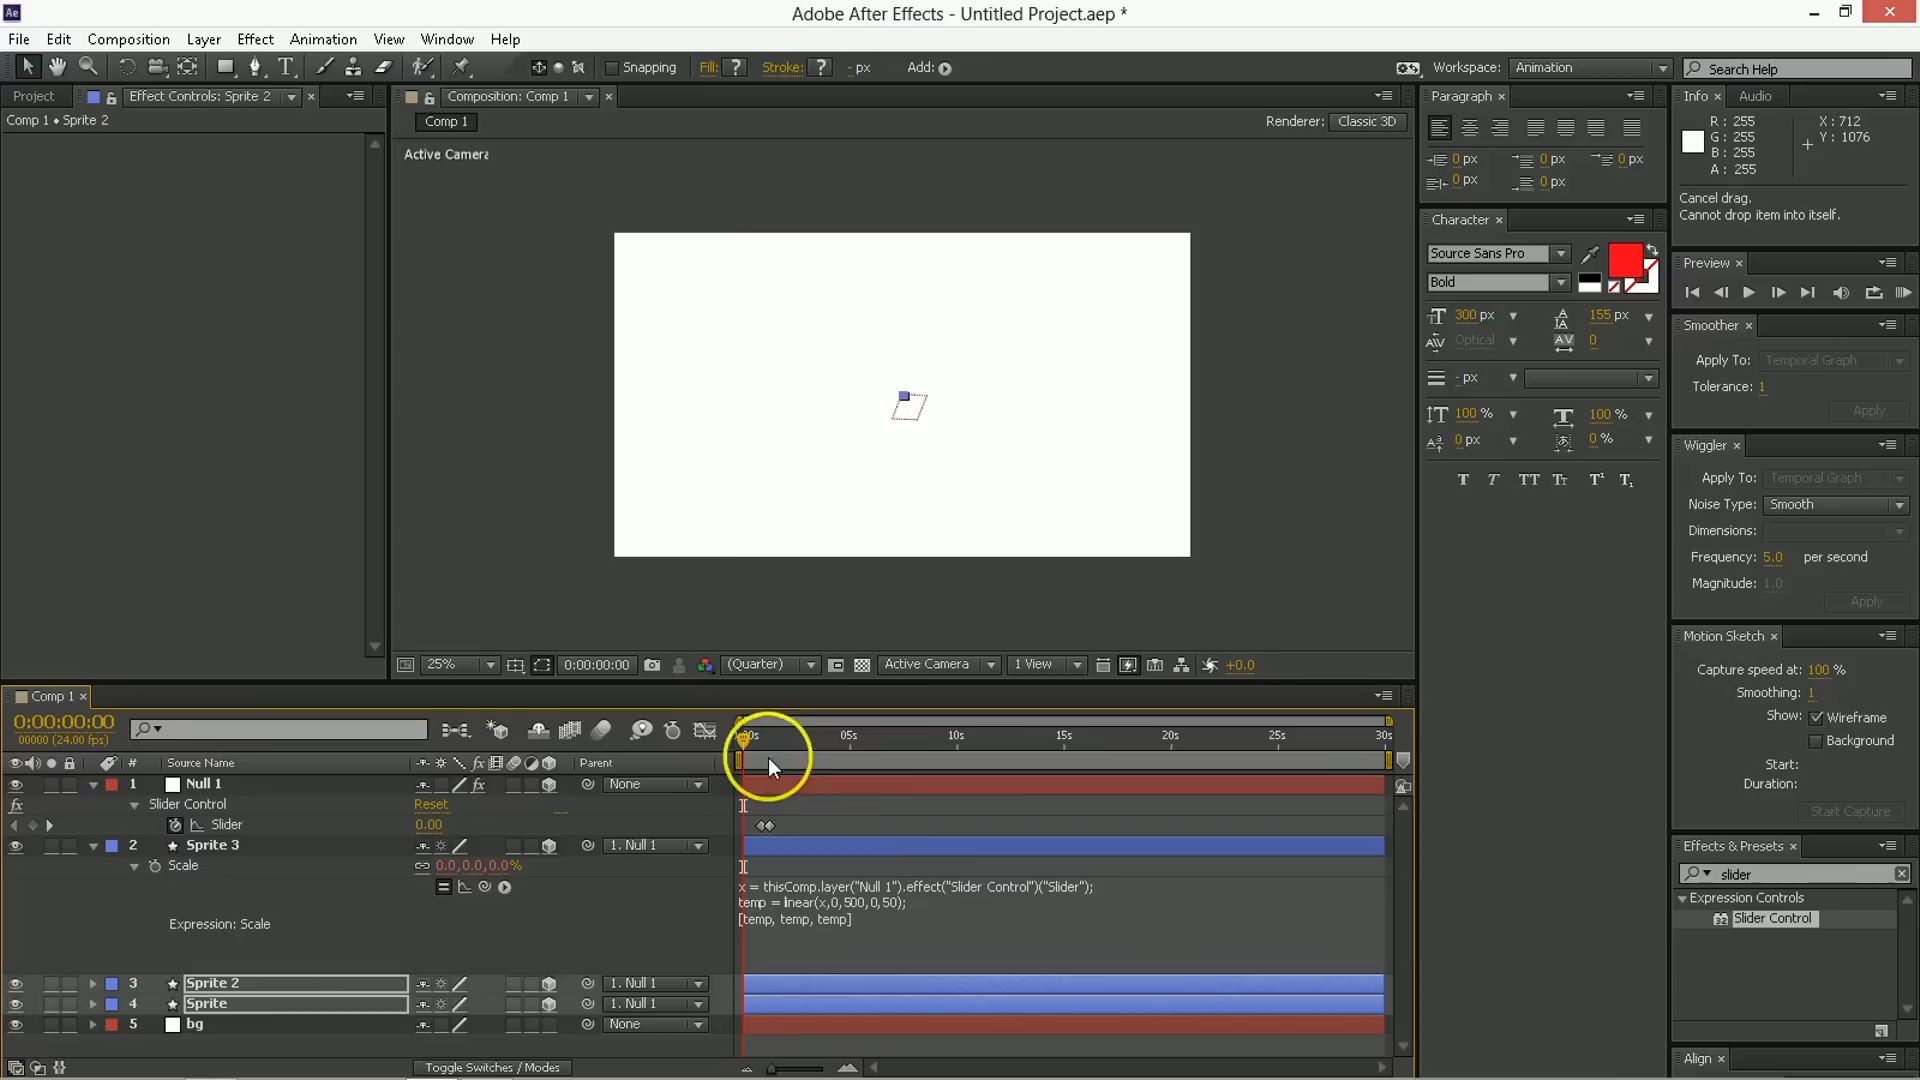 Ae
Adobe After Effects - Untitled Project.aep *
File Edit Composition Layer Effect Animation View Window Help
Snapping Fill: ? Stroke: ? - px Add:
Workspace: Animation Search Help
Project Effect Controls: Sprite 2 ×
Composition: Comp 1 ×
Paragraph × Info × Audio
Comp 1 • Sprite 2
Comp 1
Renderer: Classic 3D
Active Camera
R : 255
G : 255
B : 255
A : 255
X : 712
Y : 1076
0 px 0 px 0 px
0 px 0 px
Cancel drag.
Cannot drop item into itself.
Character ×
Source Sans Pro
Bold
300 px 155 px
Optical 0
- px
100 % 100 %
0 px 0 %
T T TT Tt T¹ T₁
Preview ×
Smoother ×
Apply To: Temporal Graph
Tolerance: 1
Apply
Wiggler ×
Apply To: Temporal Graph
Noise Type: Smooth
Dimensions:
Frequency: 5.0 per second
Magnitude: 1.0
Apply
Motion Sketch ×
Capture speed at: 100 %
Smoothing: 1
Show: Wireframe
Background
Start:
Duration:
Start Capture
Effects & Presets ×
slider
Expression Controls
Slider Control
Align ×
25% 0:00:00:00 (Quarter) Active Camera 1 View +0.0
Comp 1 ×
0:00:00:00
00000 (24.00 fps)
05s 10s 15s 20s 25s 30s
# Source Name Parent
1 Null 1 None
Slider Control Reset
Slider 0.00
2 Sprite 3 1. Null 1
Scale 0.0,0.0,0.0%
x = thisComp.layer("Null 1").effect("Slider Control")("Slider");
temp = linear(x,0,500,0,50);
[temp, temp, temp]
Expression: Scale
3 Sprite 2 1. Null 1
4 Sprite 1. Null 1
5 bg None
Toggle Switches / Modes